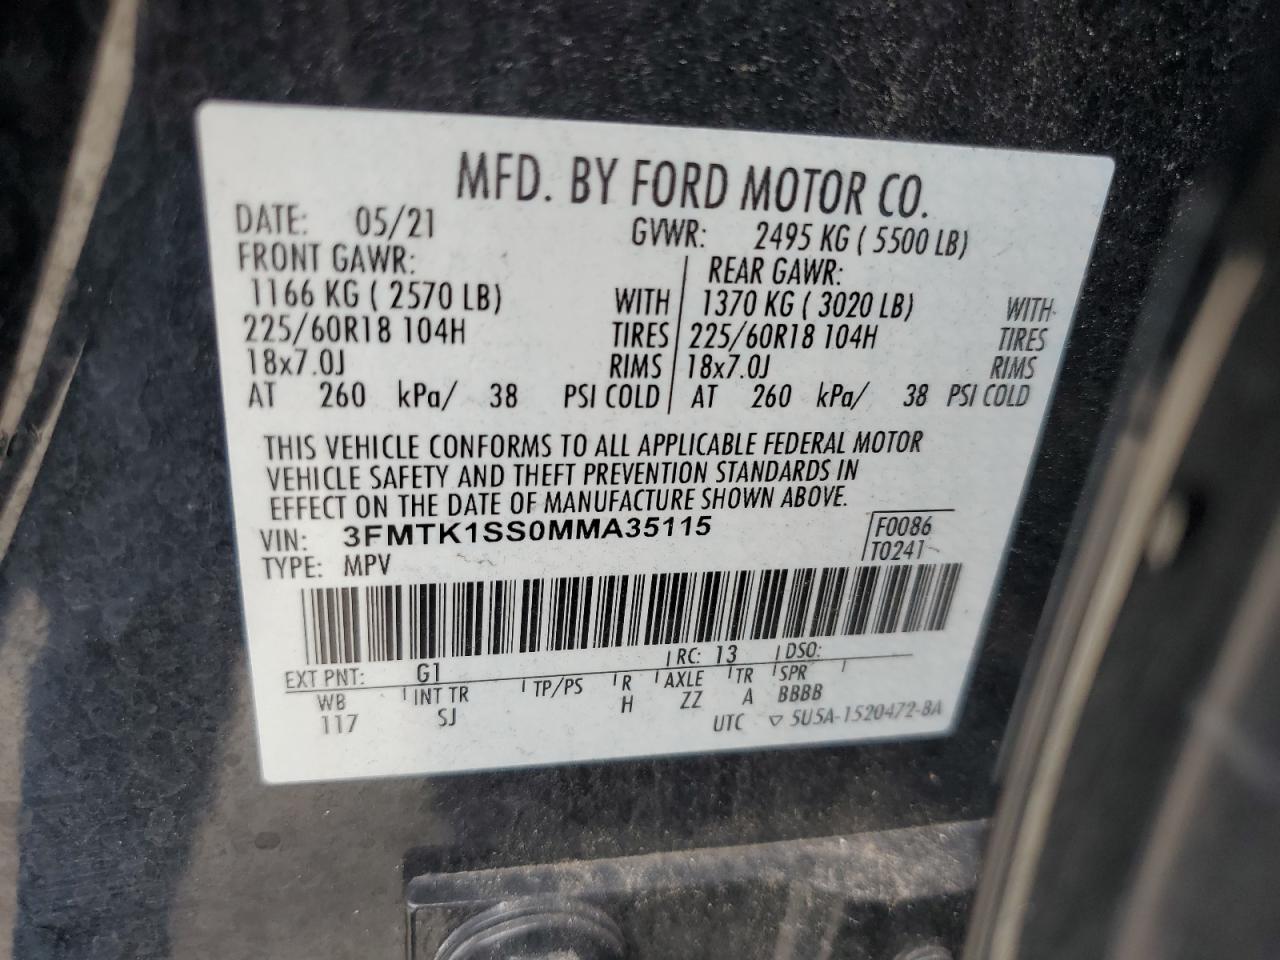 MFD. BY FORD MOTOR CO.
DATE: 05/21 GVWR: 2495 KG ( 5500 LB)
FRONT GAWR: REAR GAWR:
1166 KG ( 2570 LB) WITH 1370 KG ( 3020 LB) WITH
225/60R18 104H TIRES 225/60R18 104H TIRES
18x7.0J RIMS 18x7.0J RIMS
AT 260 kPa/ 38 PSI COLD AT 260 kPa/ 38 PSI COLD
THIS VEHICLE CONFORMS TO ALL APPLICABLE FEDERAL MOTOR
VEHICLE SAFETY AND THEFT PREVENTION STANDARDS IN
EFFECT ON THE DATE OF MANUFACTURE SHOWN ABOVE.
VIN: 3FMTK1SS0MMA35115 F0086
TYPE: MPV T0241
EXT PNT: G1 RC: 13 DSO:
WB INT TR TP/PS R AXLE TR SPR
117 SJ H ZZ A BBBB
UTC ▽ 5U5A-1520472-BA